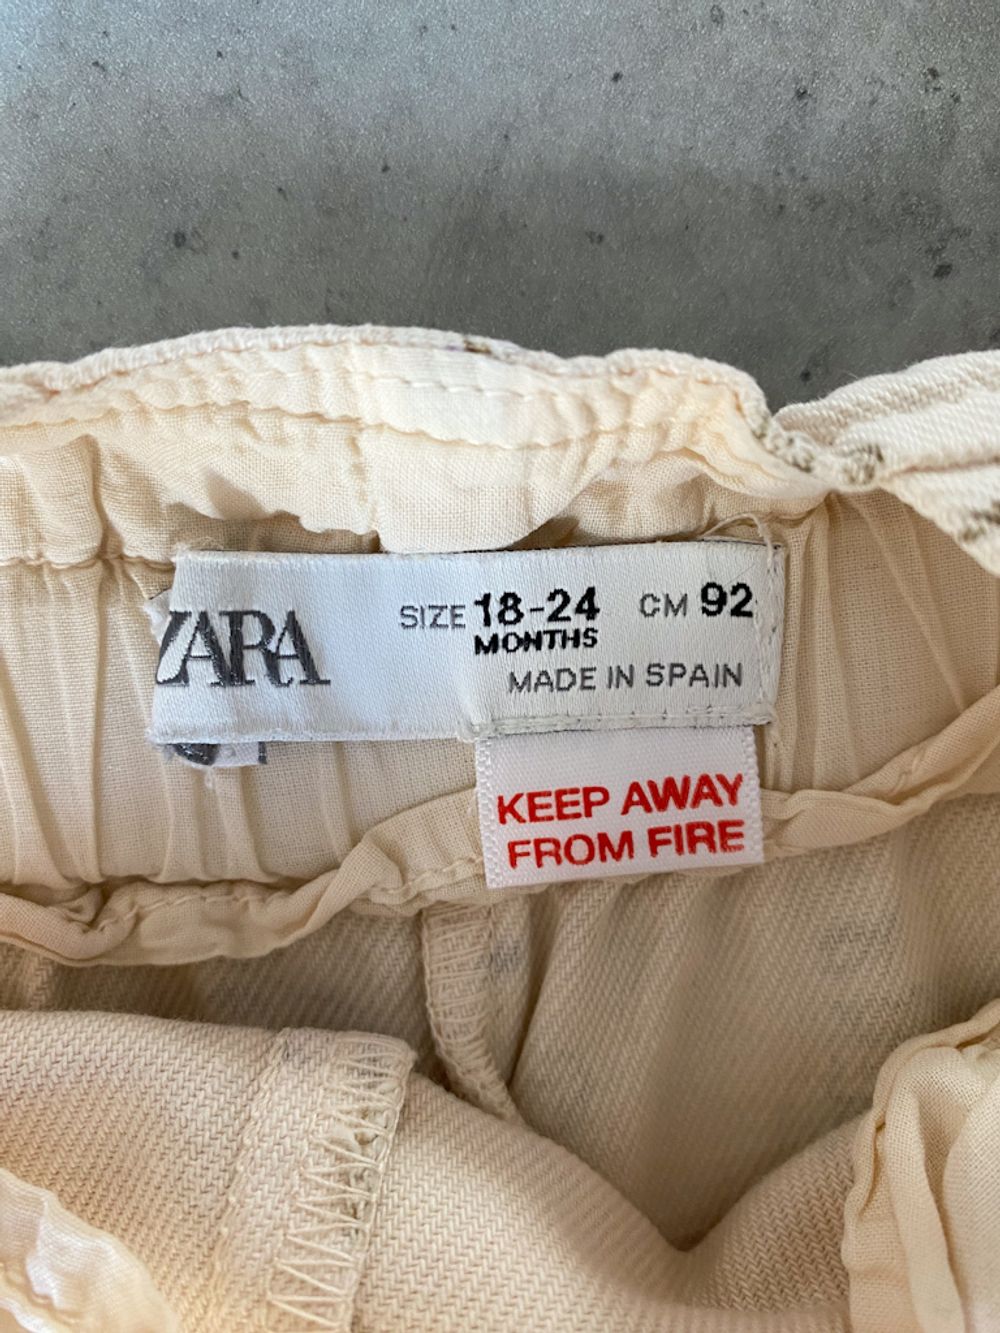 ZARA
SIZE 18-24 CM 92
MONTHS
MADE IN SPAIN
KEEP AWAY
FROM FIRE